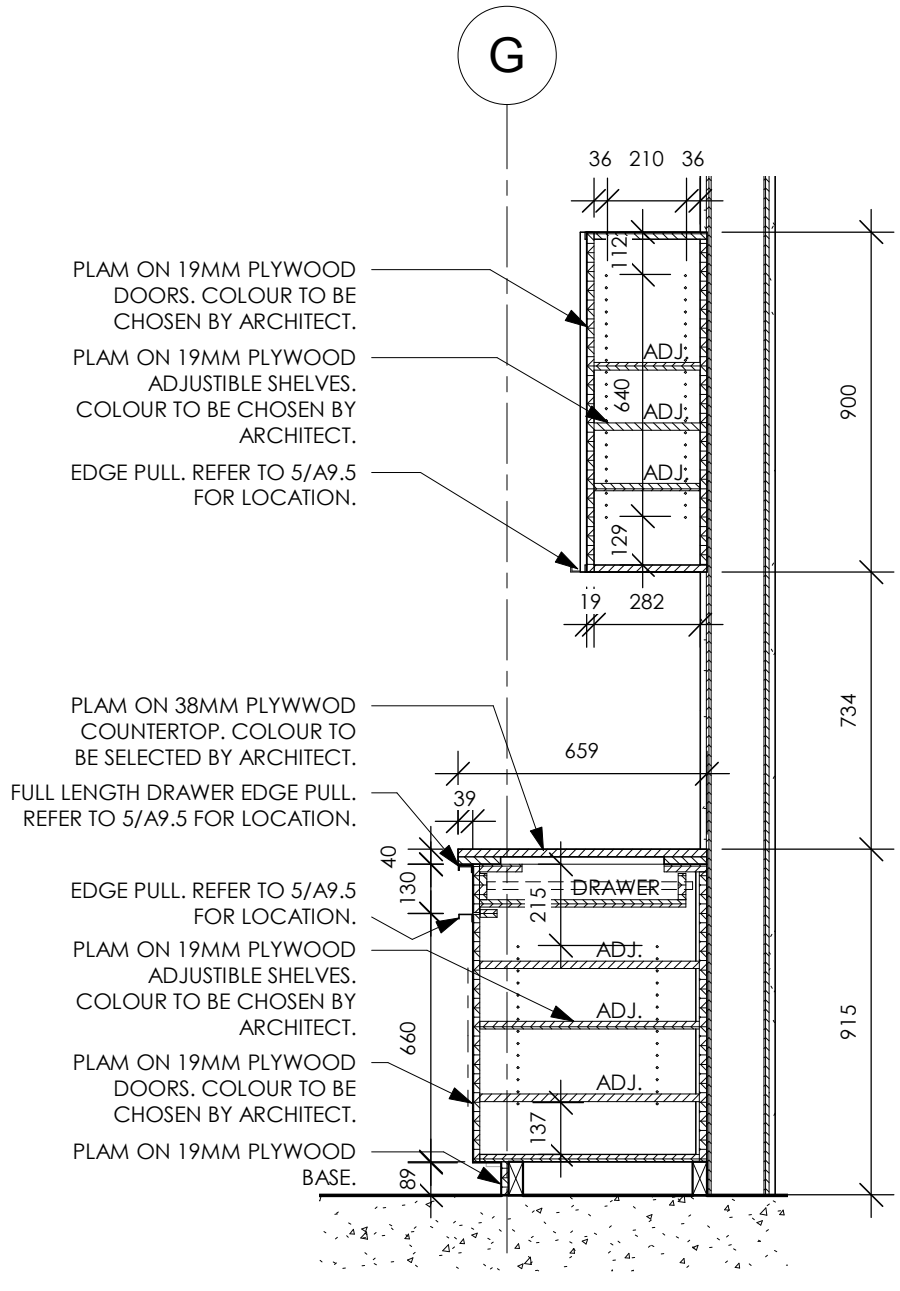 G
36 210 36
112
PLAM ON 19MM PLYWOOD
DOORS. COLOUR TO BE
CHOSEN BY ARCHITECT.
ADJ.
PLAM ON 19MM PLYWOOD
ADJUSTIBLE SHELVES.
COLOUR TO BE CHOSEN BY
ARCHITECT.
640
900
ADJ.
ADJ.
EDGE PULL. REFER TO 5/A9.5
FOR LOCATION.
129
19 282
PLAM ON 38MM PLYWWOD
COUNTERTOP. COLOUR TO
BE SELECTED BY ARCHITECT.
734
659
FULL LENGTH DRAWER EDGE PULL.
REFER TO 5/A9.5 FOR LOCATION.
39
40
130
EDGE PULL. REFER TO 5/A9.5
FOR LOCATION.
DRAWER
215
PLAM ON 19MM PLYWOOD
ADJUSTIBLE SHELVES.
COLOUR TO BE CHOSEN BY
ARCHITECT.
ADJ.
ADJ.
660
915
PLAM ON 19MM PLYWOOD
DOORS. COLOUR TO BE
CHOSEN BY ARCHITECT.
ADJ.
137
PLAM ON 19MM PLYWOOD
BASE.
89